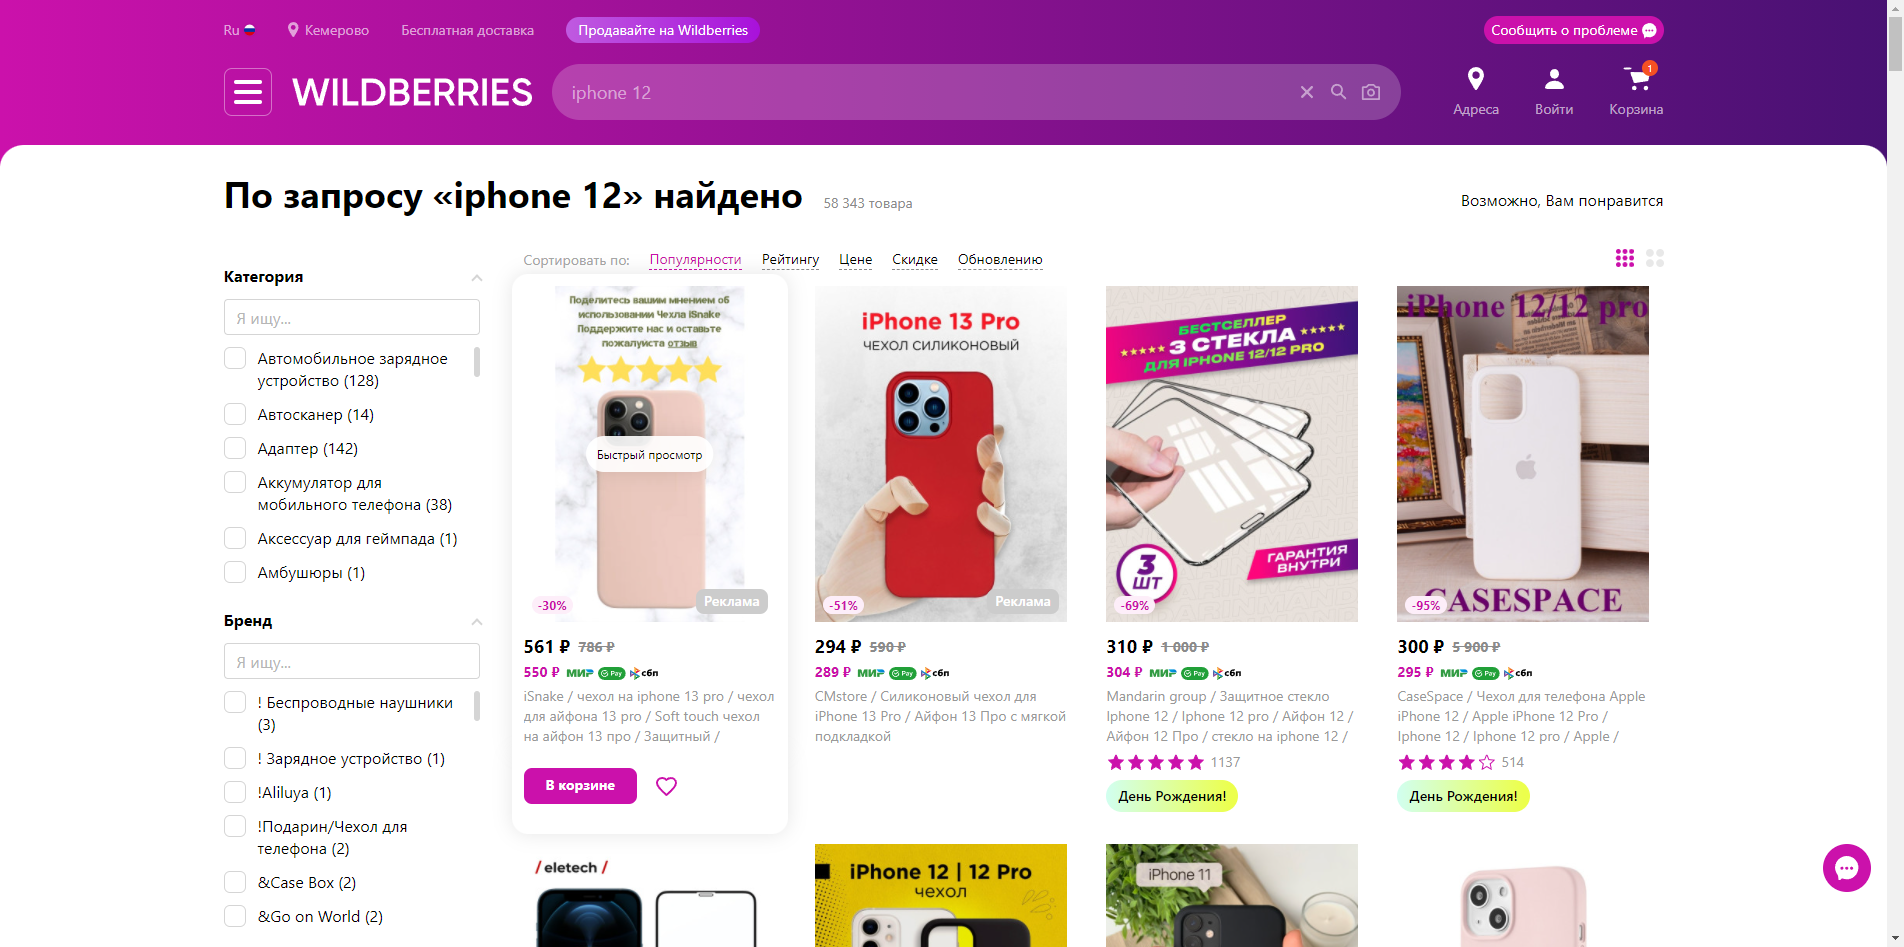 Ru
Кемерово
Бесплатная доставка
Продавайте на Wildberries
Сообщить о проблеме
WILDBERRIES
iphone 12
Адреса
Войти
1
Корзина
По запросу «iphone 12» найдено
58 343 товара
Возможно, Вам понравится
Сортировать по:
Популярности
Рейтингу
Цене
Скидке
Обновлению
Категория
Я ищу...
Автомобильное зарядное
устройство (128)
Автосканер (14)
Адаптер (142)
Аккумулятор для
мобильного телефона (38)
Аксессуар для геймпада (1)
Амбушюры (1)
Бренд
Я ищу...
! Беспроводные наушники
(3)
! Зарядное устройство (1)
!Aliluya (1)
!Подарин/Чехол для
телефона (2)
&Case Box (2)
&Go on World (2)
Поделитесь вашим мнением об
использовании Чехла iSnake
Поддержите нас и оставьте
пожалуйста отзыв
Быстрый просмотр
-30%
Реклама
561 ₽ 786 ₽
550 ₽ МИР Pay сбп
iSnake / чехол на iphone 13 pro / чехол
для айфона 13 pro / Soft touch чехол
на айфон 13 про / Защитный /
В корзине
iPhone 13 Pro
ЧЕХОЛ СИЛИКОНОВЫЙ
-51%
Реклама
294 ₽ 590 ₽
289 ₽ МИР Pay сбп
CMstore / Силиконовый чехол для
iPhone 13 Pro / Айфон 13 Про с мягкой
подкладкой
БЕСТСЕЛЛЕР
3 СТЕКЛА
ДЛЯ IPHONE 12/12 PRO
3
ШТ
ГАРАНТИЯ
ВНУТРИ
-69%
310 ₽ 1 000 ₽
304 ₽ МИР Pay сбп
Mandarin group / Защитное стекло
Iphone 12 / Iphone 12 pro / Айфон 12 /
Айфон 12 Про / стекло на iphone 12 /
1137
День Рождения!
iPhone 12/12 pro
CASESPACE
-95%
300 ₽ 5 900 ₽
295 ₽ МИР Pay сбп
CaseSpace / Чехол для телефона Apple
iPhone 12 / Apple iPhone 12 Pro /
Iphone 12 / Iphone 12 pro / Apple /
514
День Рождения!
/ eletech /
iPhone 12 | 12 Pro
чехол
iPhone 11